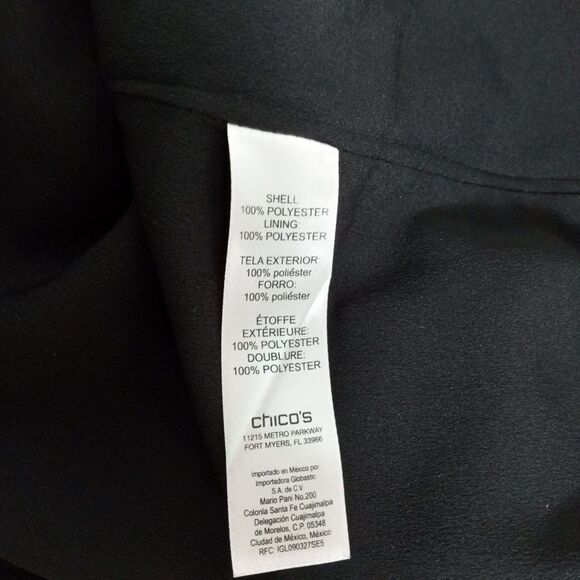 SHELL:
100% POLYESTER
LINING:
100% POLYESTER
TELA EXTERIOR:
100% poliéster
FORRO:
100% poliéster
ÉTOFFE
EXTÉRIEURE:
100% POLYESTER
DOUBLURE:
100% POLYESTER
chico's
11215 METRO PARKWAY
FORT MYERS, FL 33966
Importado en México por
Importadora Globastic
S.A. de C.V.
Mario Pani No.200
Colonia Santa Fe Cuajimalpa
Delegación Cuajimalpa
de Morelos, C.P. 05348
Ciudad de México, México
RFC: IGL090327SE5